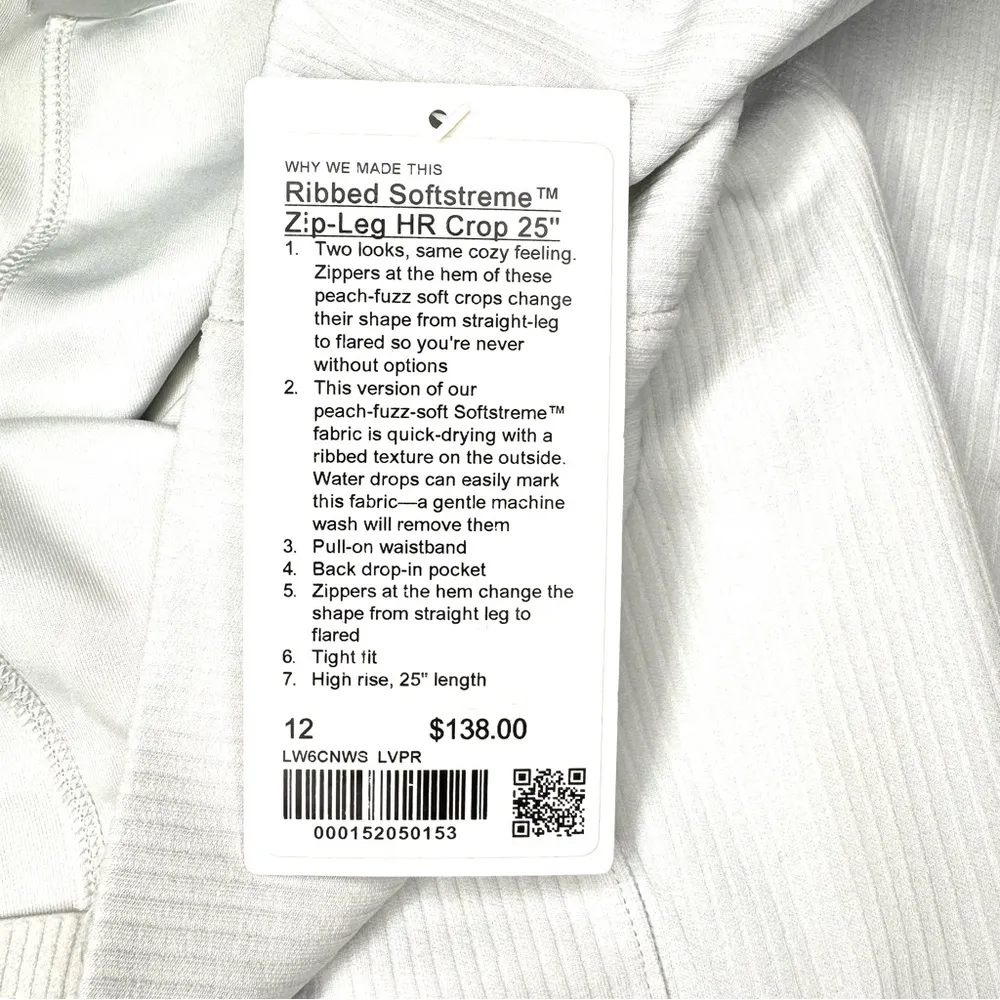 WHY WE MADE THIS
Ribbed Softstreme™
Zip-Leg HR Crop 25"
1. Two looks, same cozy feeling.
Zippers at the hem of these
peach-fuzz soft crops change
their shape from straight-leg
to flared so you're never
without options
2. This version of our
peach-fuzz-soft Softstreme™
fabric is quick-drying with a
ribbed texture on the outside.
Water drops can easily mark
this fabric—a gentle machine
wash will remove them
3. Pull-on waistband
4. Back drop-in pocket
5. Zippers at the hem change the
shape from straight leg to
flared
6. Tight fit
7. High rise, 25" length
12 $138.00
LW6CNWS LVPR
000152050153